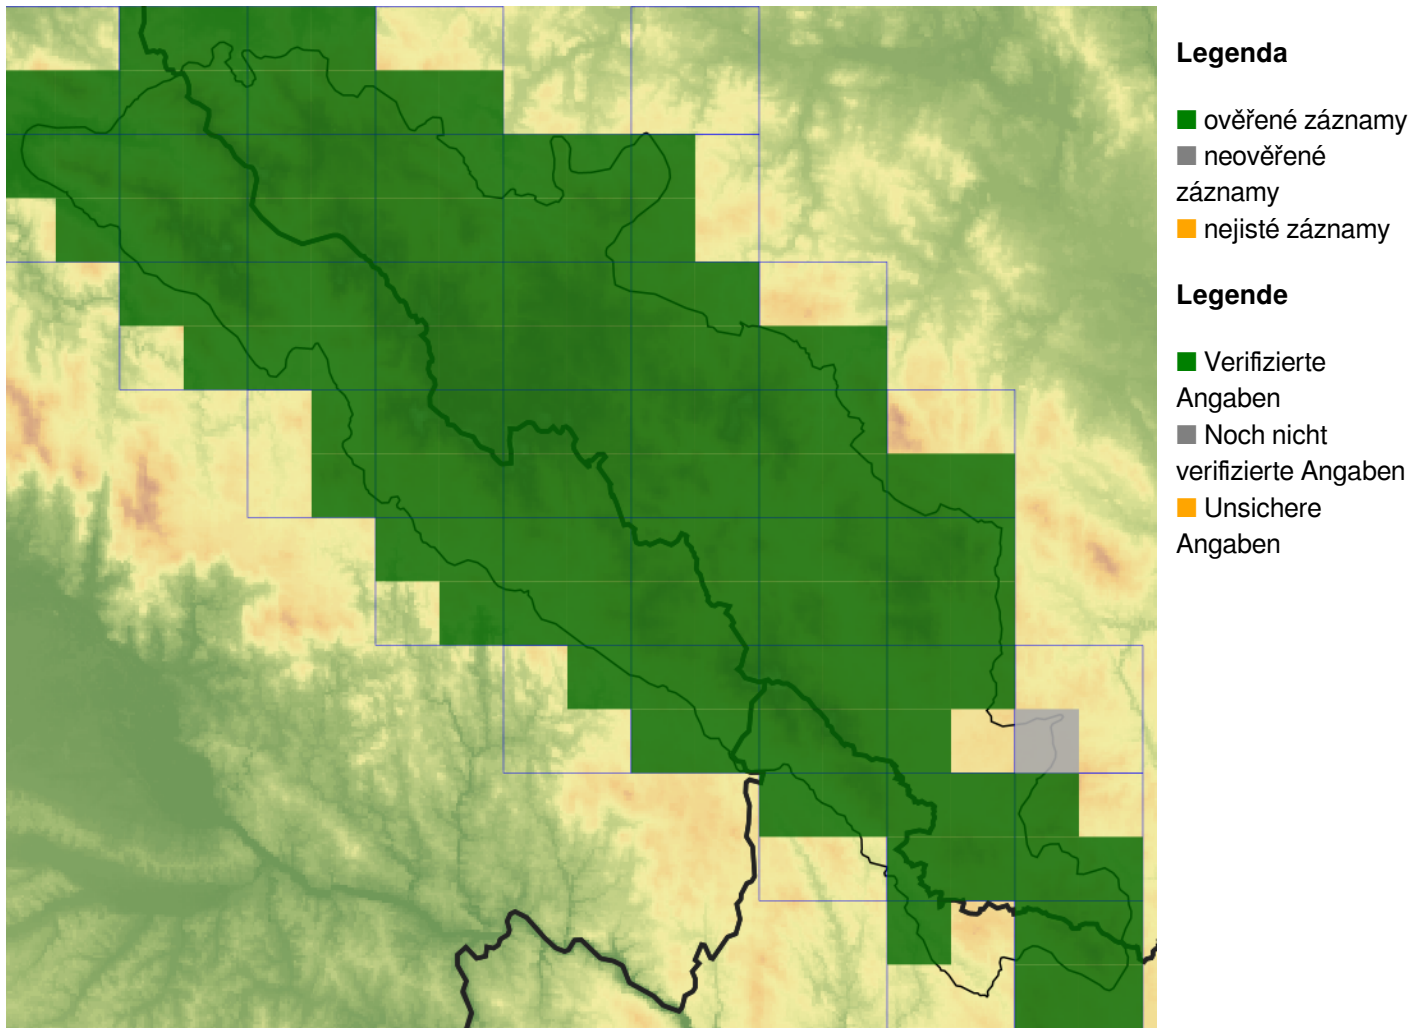 Legenda
ověřené záznamy
neověřené
záznamy
nejisté záznamy
Legende
Verifizierte
Angaben
Noch nicht
verifizierte Angaben
Unsichere
Angaben